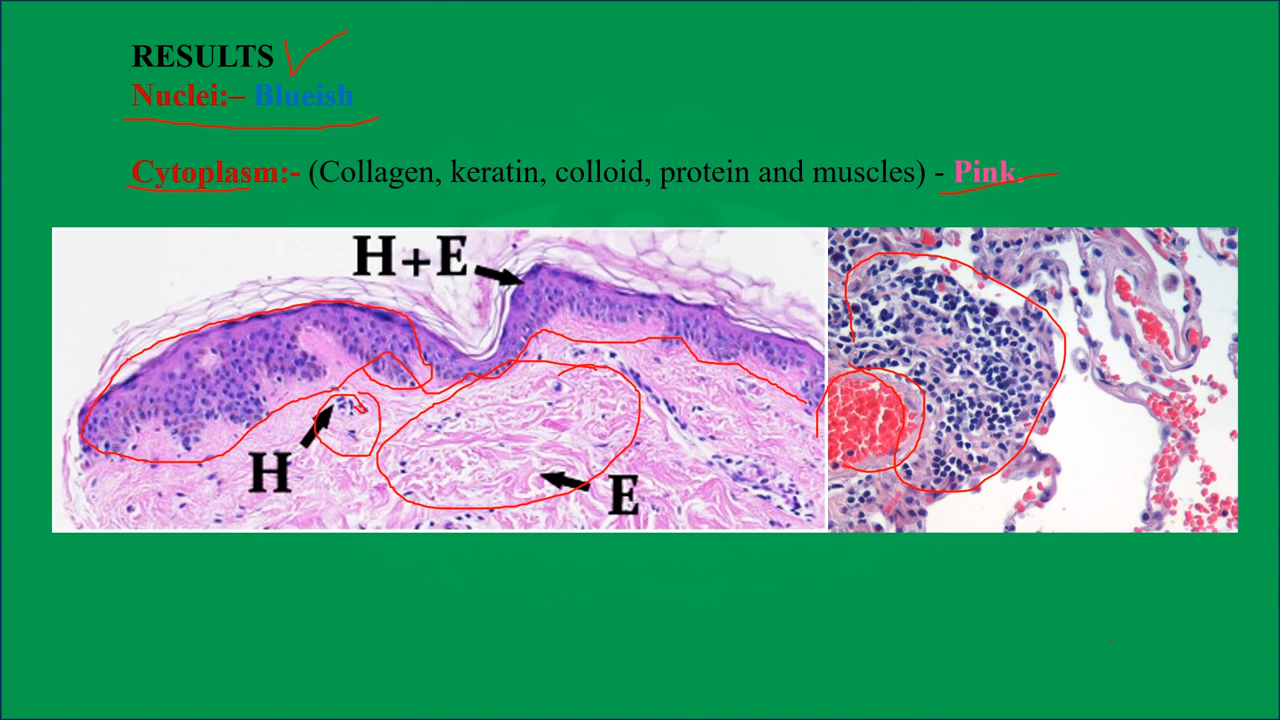 RESULTS
Nuclei:– Blueish
Cytoplasm:- (Collagen, keratin, colloid, protein and muscles) - Pink.
H+E
H
E